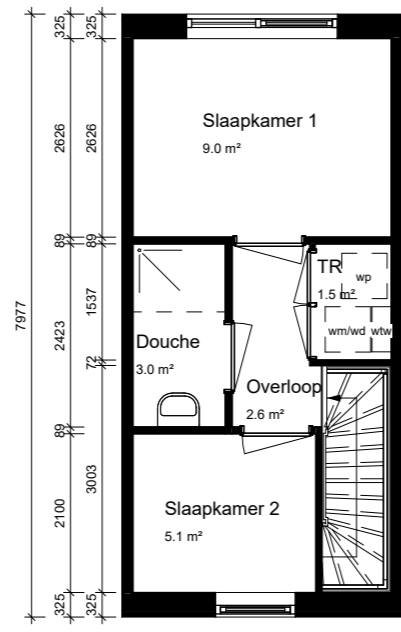 325
325
2626
2626
Slaapkamer 1
9.0 m²
89
89
7977
2423
1537
TR
wp
1.5 m²
wm/wd
wtw
Douche
3.0 m²
72
Overloop
2.6 m²
89
3003
2100
Slaapkamer 2
5.1 m²
325
325